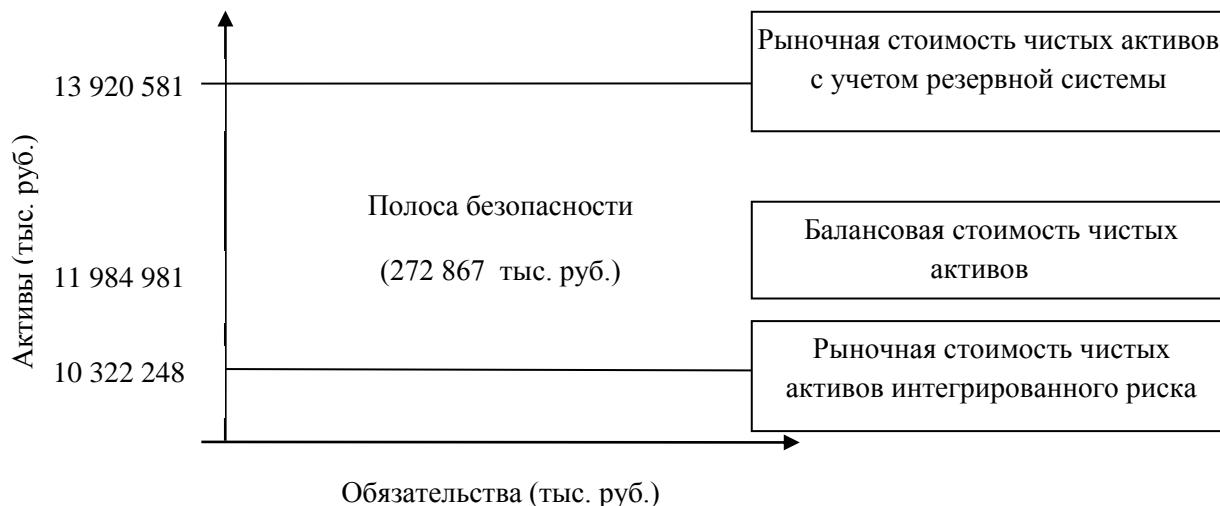 Рыночная стоимость чистых активов
с учетом резервной системы
13 920 581
Активы (тыс. руб.)
Полоса безопасности
(272 867 тыс. руб.)
Балансовая стоимость чистых
активов
11 984 981
Рыночная стоимость чистых
активов интегрированного риска
10 322 248
Обязательства (тыс. руб.)